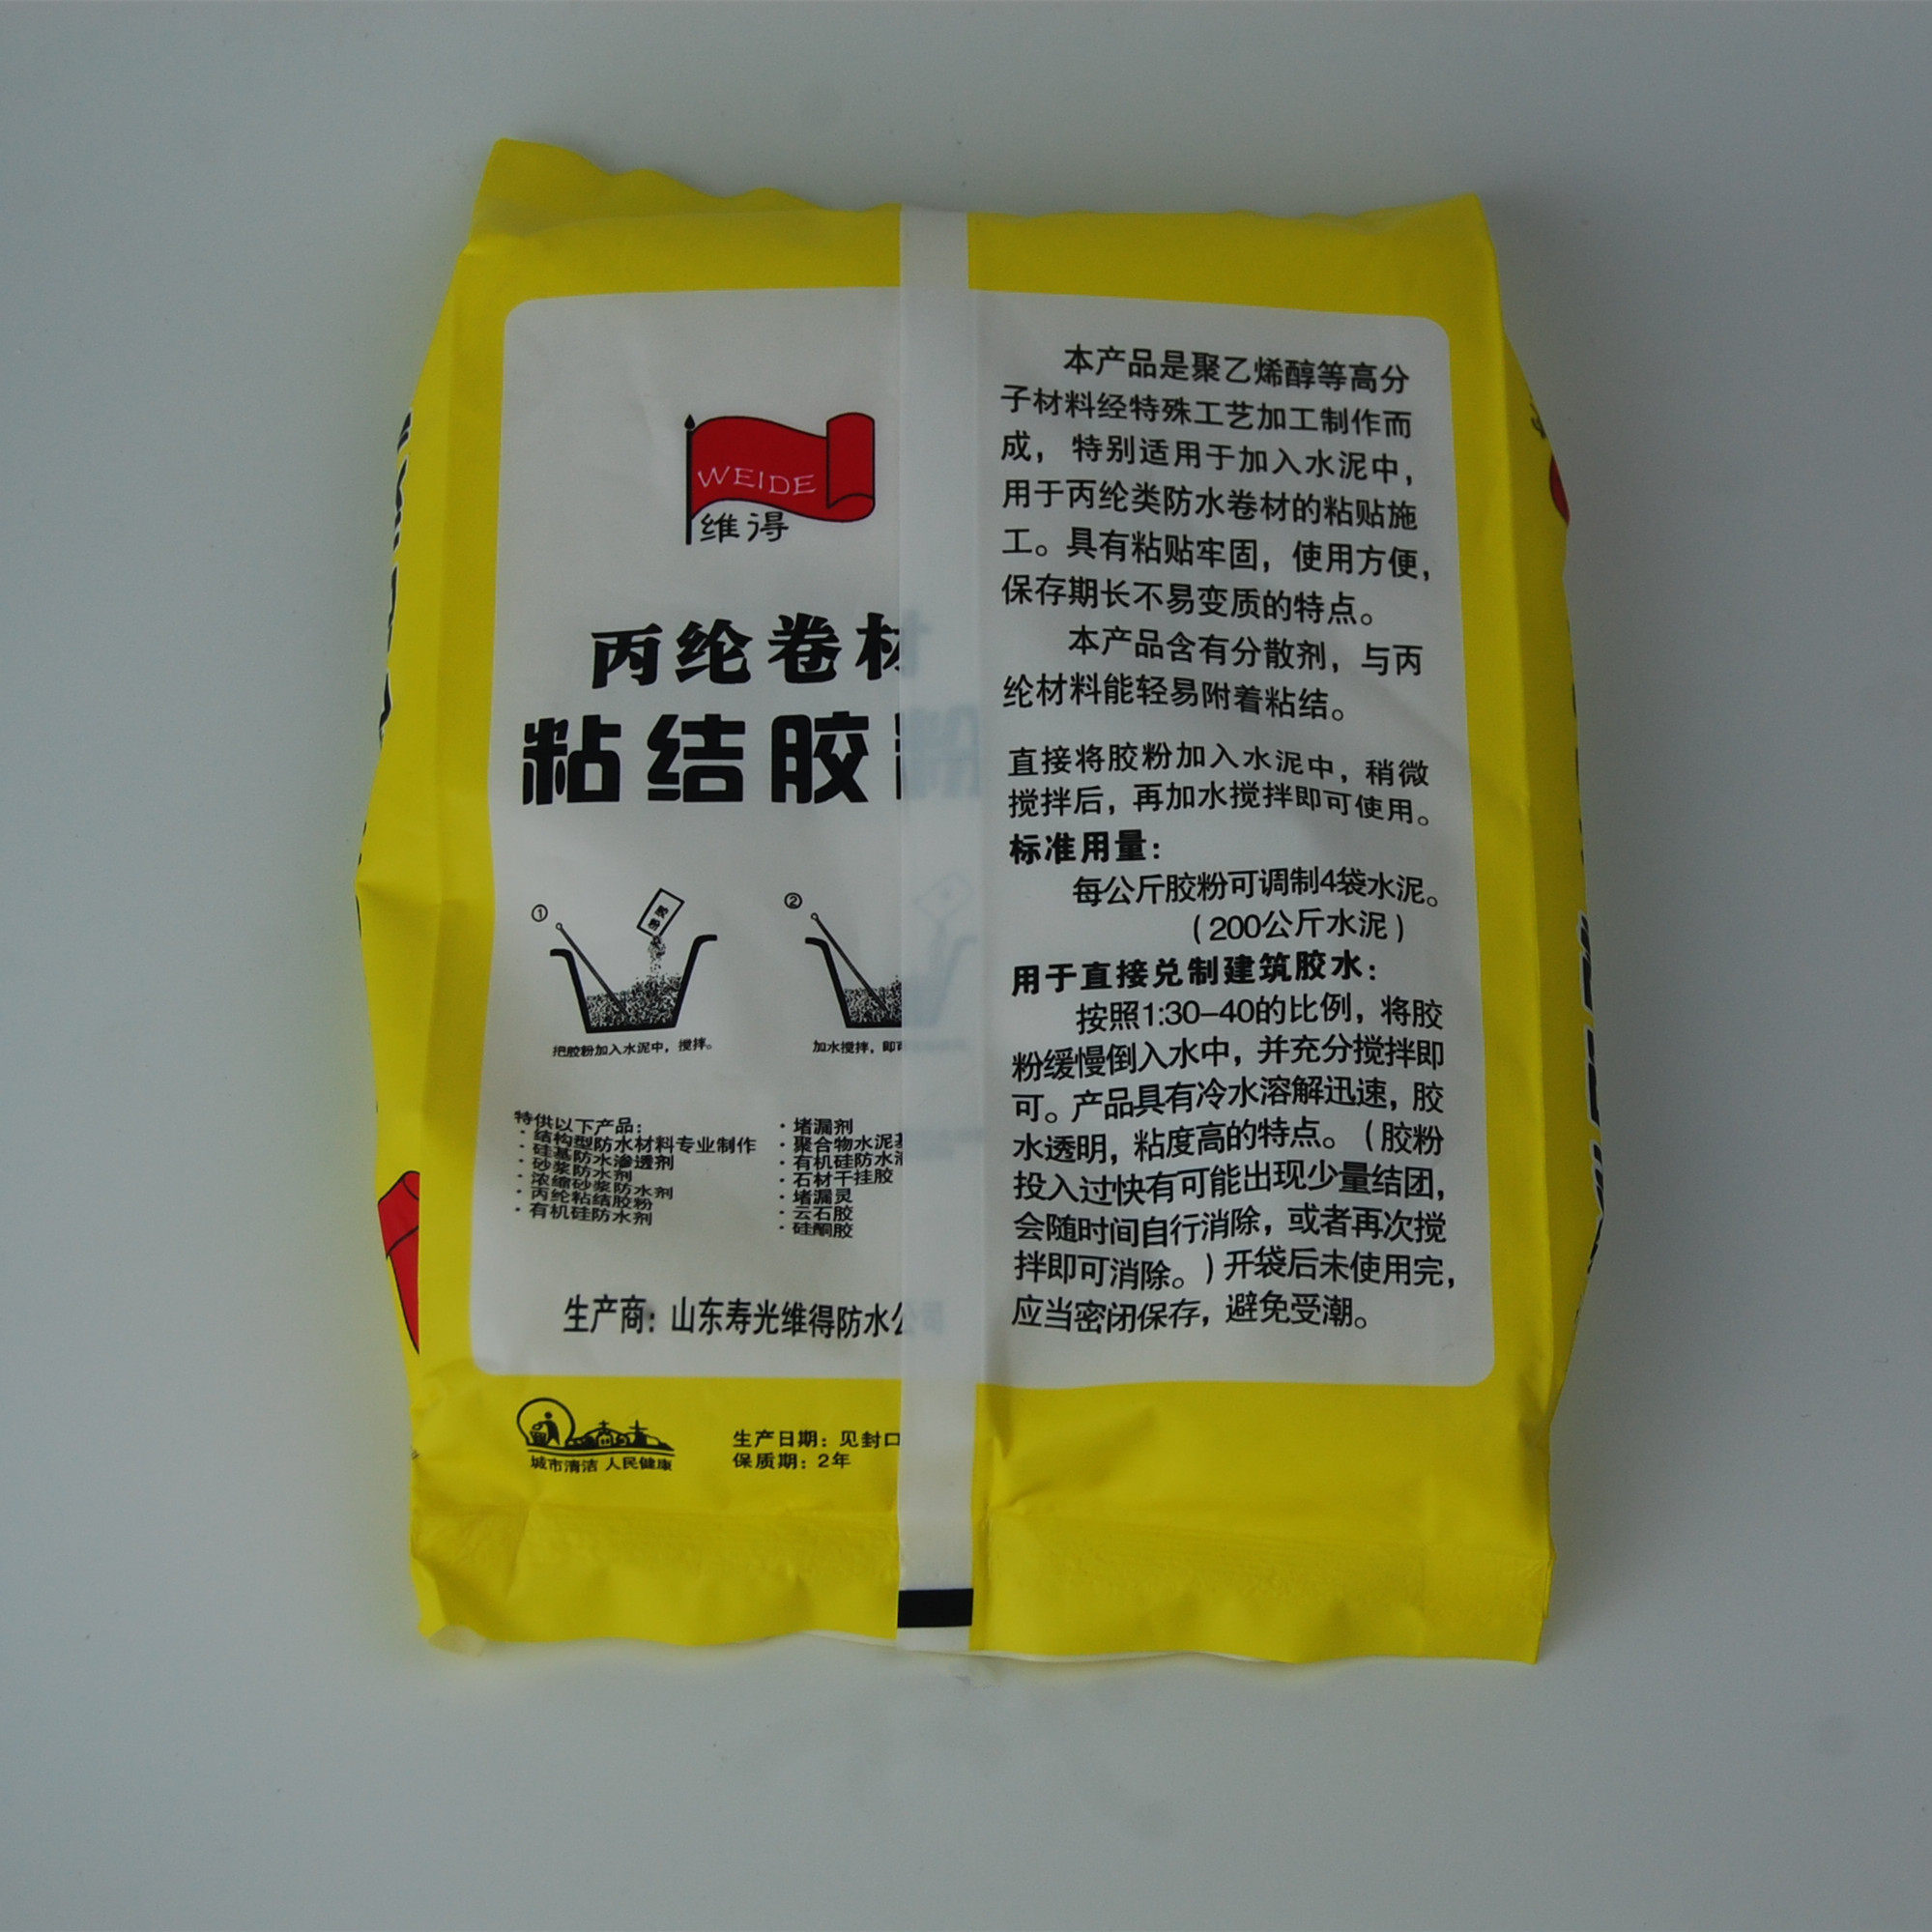 WEIDE
维得
丙纶卷材
粘结胶
①
②
把胶粉加入水泥中，搅拌。
加水搅拌，即可
特供以下产品：
·结构型防水材料专业制作
·硅基防水渗透剂
·砂浆防水剂
·浓缩砂浆防水剂
·丙纶粘结胶粉
·有机硅防水剂
·堵漏剂
·聚合物水泥基
·有机硅防水
·石材干挂胶
·堵漏灵
·云石胶
·硅酮胶
生产商：山东寿光维得防水公
城市清洁 人民健康
生产日期：见封口
保质期：2年
本产品是聚乙烯醇等高分
子材料经特殊工艺加工制作而
成，特别适用于加入水泥中，
用于丙纶类防水卷材的粘贴施
工。具有粘贴牢固，使用方便，
保存期长不易变质的特点。
本产品含有分散剂，与丙
纶材料能轻易附着粘结。
直接将胶粉加入水泥中，稍微
搅拌后，再加水搅拌即可使用。
标准用量：
每公斤胶粉可调制4袋水泥。
（200公斤水泥）
用于直接兑制建筑胶水：
按照1:30-40的比例，将胶
粉缓慢倒入水中，并充分搅拌即
可。产品具有冷水溶解迅速，胶
水透明，粘度高的特点。（胶粉
投入过快有可能出现少量结团，
会随时间自行消除，或者再次搅
拌即可消除。）开袋后未使用完，
应当密闭保存，避免受潮。